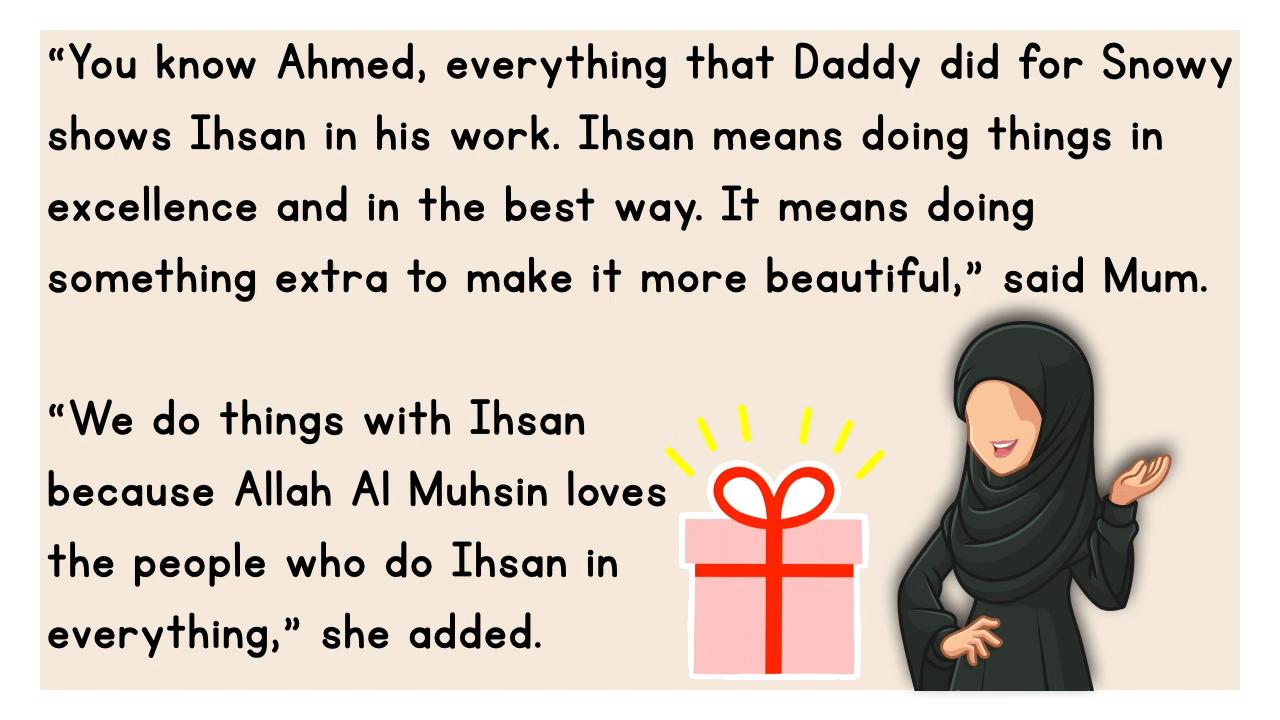 “You know Ahmed, everything that Daddy did for Snowy
shows Ihsan in his work. Ihsan means doing things in
excellence and in the best way. It means doing
something extra to make it more beautiful,” said Mum.
“We do things with Ihsan
because Allah Al Muhsin loves
the people who do Ihsan in
everything,” she added.